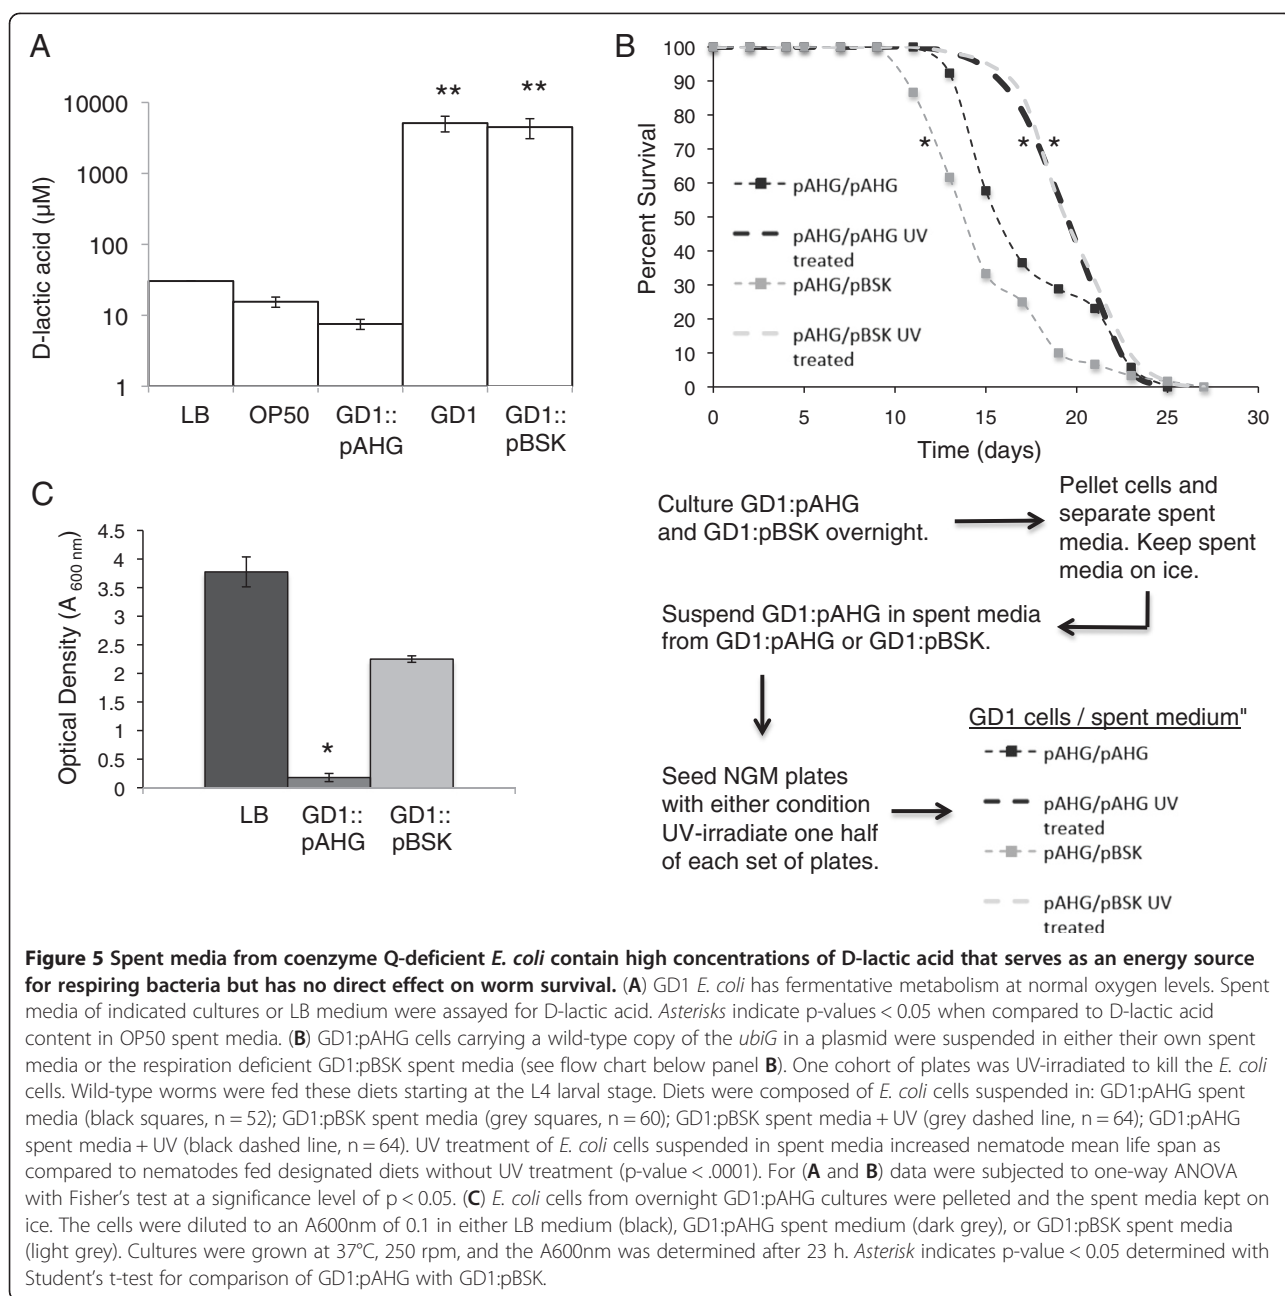 A
10000
1000
100
10
1
D-lactic acid (µM)
**
**
LB
OP50
GD1::
pAHG
GD1
GD1::
pBSK
B
100
90
80
70
60
50
40
30
20
10
0
Percent Survival
*
*
*
pAHG/pAHG
pAHG/pAHG UV
treated
pAHG/pBSK
pAHG/pBSK UV
treated
0
5
10
15
20
25
30
Time (days)
C
4.5
4
3.5
3
2.5
2
1.5
1
0.5
0
Optical Density (A 600 nm)
*
LB
GD1::
pAHG
GD1::
pBSK
Culture GD1:pAHG
and GD1:pBSK overnight.
Pellet cells and
separate spent
media. Keep spent
media on ice.
Suspend GD1:pAHG in spent media
from GD1:pAHG or GD1:pBSK.
Seed NGM plates
with either condition
UV-irradiate one half
of each set of plates.
GD1 cells / spent medium"
pAHG/pAHG
pAHG/pAHG UV
treated
pAHG/pBSK
pAHG/pBSK UV
treated
Figure 5 Spent media from coenzyme Q-deficient E. coli contain high concentrations of D-lactic acid that serves as an energy source
for respiring bacteria but has no direct effect on worm survival. (A) GD1 E. coli has fermentative metabolism at normal oxygen levels. Spent
media of indicated cultures or LB medium were assayed for D-lactic acid. Asterisks indicate p-values < 0.05 when compared to D-lactic acid
content in OP50 spent media. (B) GD1:pAHG cells carrying a wild-type copy of the ubiG in a plasmid were suspended in either their own spent
media or the respiration deficient GD1:pBSK spent media (see flow chart below panel B). One cohort of plates was UV-irradiated to kill the E. coli
cells. Wild-type worms were fed these diets starting at the L4 larval stage. Diets were composed of E. coli cells suspended in: GD1:pAHG spent
media (black squares, n = 52); GD1:pBSK spent media (grey squares, n = 60); GD1:pBSK spent media + UV (grey dashed line, n = 64); GD1:pAHG
spent media + UV (black dashed line, n = 64). UV treatment of E. coli cells suspended in spent media increased nematode mean life span as
compared to nematodes fed designated diets without UV treatment (p-value < .0001). For (A and B) data were subjected to one-way ANOVA
with Fisher's test at a significance level of p < 0.05. (C) E. coli cells from overnight GD1:pAHG cultures were pelleted and the spent media kept on
ice. The cells were diluted to an A600nm of 0.1 in either LB medium (black), GD1:pAHG spent medium (dark grey), or GD1:pBSK spent media
(light grey). Cultures were grown at 37°C, 250 rpm, and the A600nm was determined after 23 h. Asterisk indicates p-value < 0.05 determined with
Student's t-test for comparison of GD1:pAHG with GD1:pBSK.